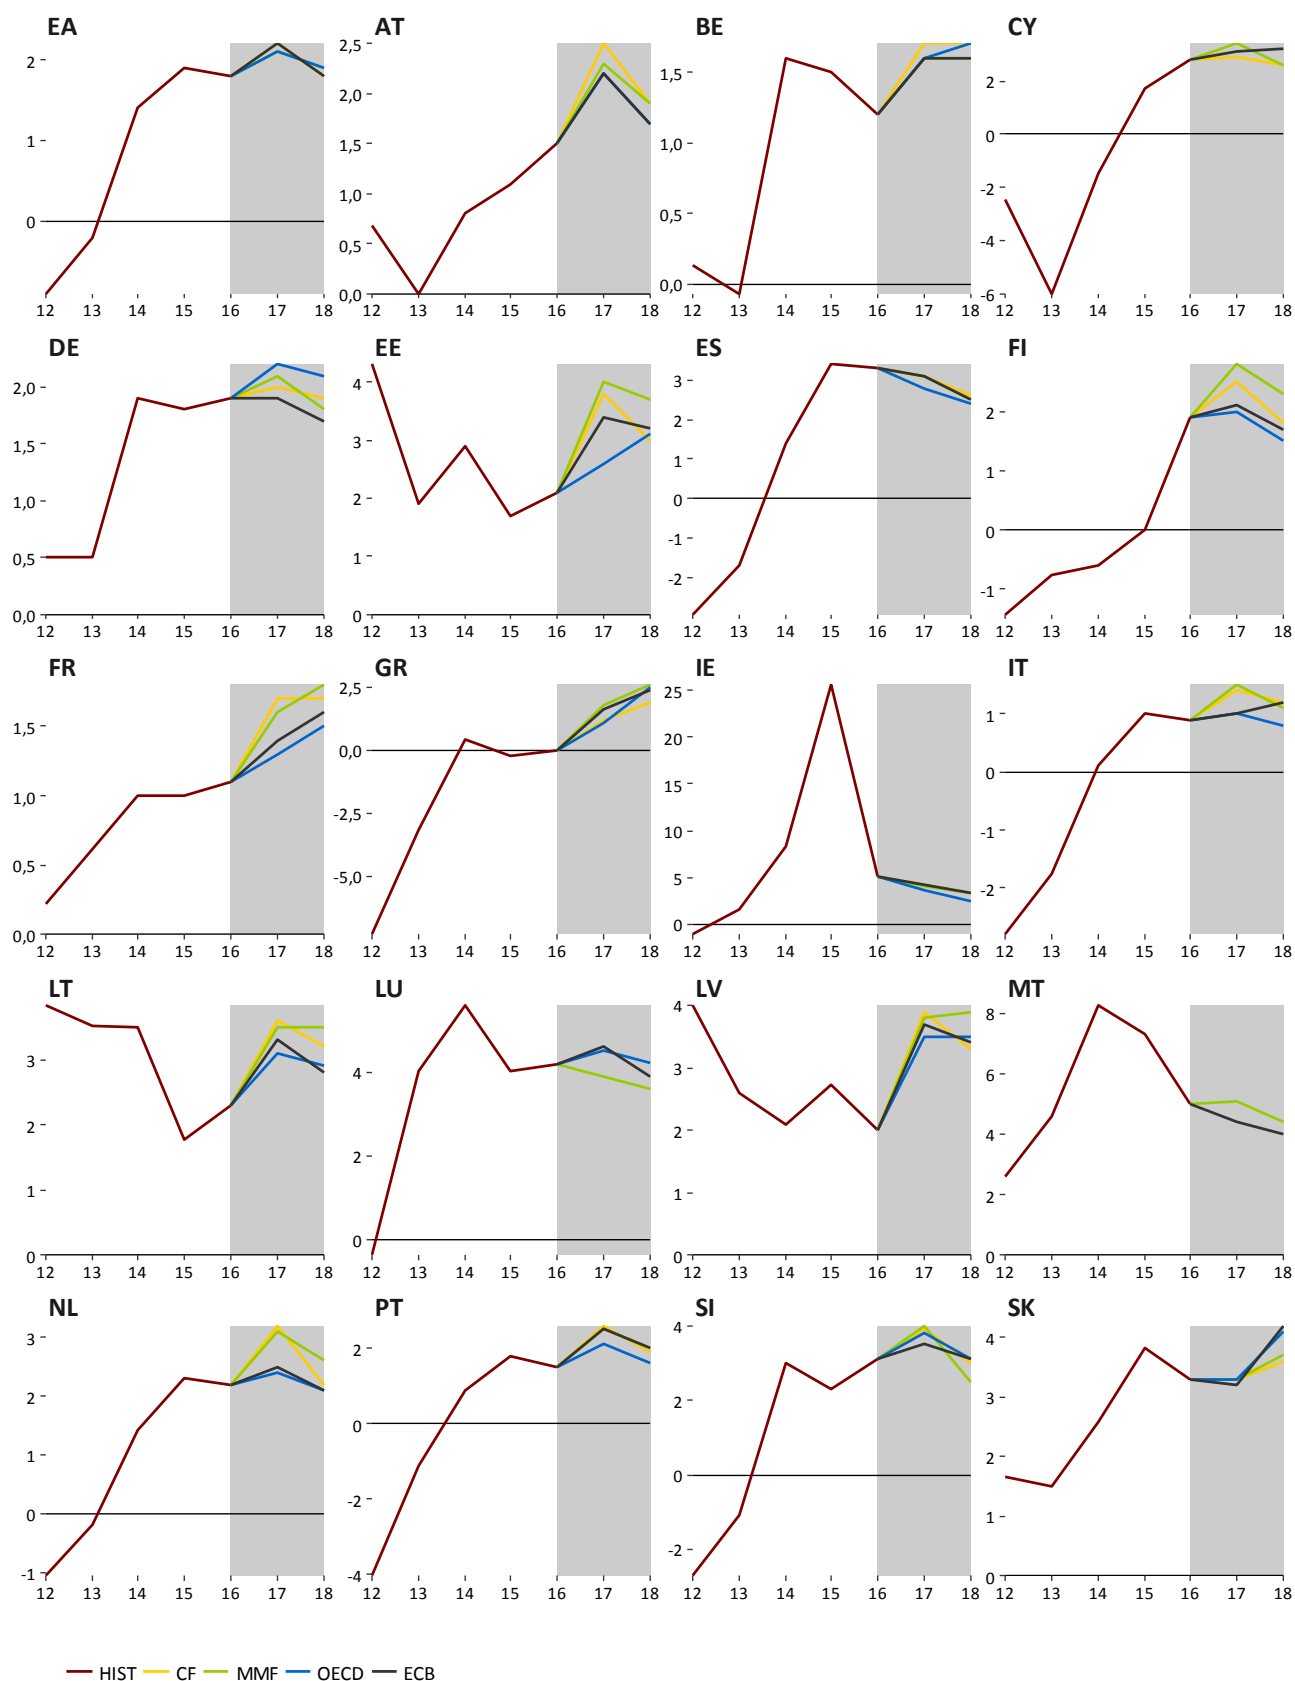 EA AT BE CY
2 1 0
2,5 2,0 1,5 1,0 0,5 0,0
1,5 1,0 0,5 0,0
2 0 -2 -4 -6
12 13 14 15 16 17 18 12 13 14 15 16 17 18 12 13 14 15 16 17 18 12 13 14 15 16 17 18
DE EE ES FI
2,0 1,5 1,0 0,5 0,0
4 3 2 1 0
3 2 1 0 -1 -2
2 1 0 -1
12 13 14 15 16 17 18 12 13 14 15 16 17 18 12 13 14 15 16 17 18 12 13 14 15 16 17 18
FR GR IE IT
1,5 1,0 0,5 0,0
2,5 0,0 -2,5 -5,0
25 20 15 10 5 0
1 0 -1 -2
12 13 14 15 16 17 18 12 13 14 15 16 17 18 12 13 14 15 16 17 18 12 13 14 15 16 17 18
LT LU LV MT
3 2 1 0
4 2 0
4 3 2 1 0
8 6 4 2 0
12 13 14 15 16 17 18 12 13 14 15 16 17 18 12 13 14 15 16 17 18 12 13 14 15 16 17 18
NL PT SI SK
3 2 1 0 -1
2 0 -2 -4
4 2 0 -2
4 3 2 1 0
12 13 14 15 16 17 18 12 13 14 15 16 17 18 12 13 14 15 16 17 18 12 13 14 15 16 17 18
HIST CF MMF OECD ECB